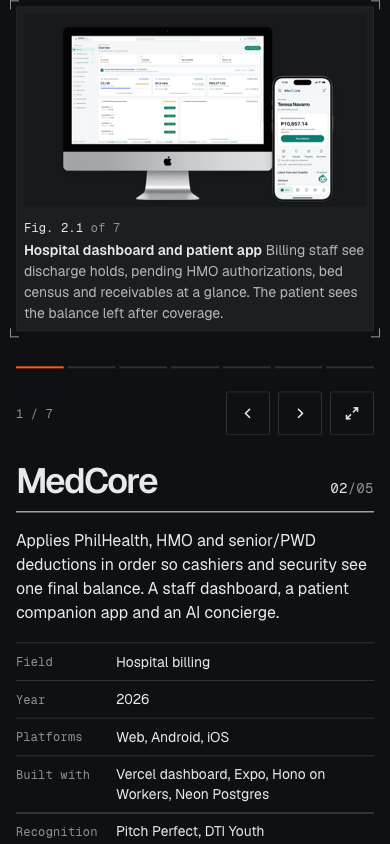 MedCore
Teresa Navarro
₱10,857.14
Fig. 2.1 of 7
Hospital dashboard and patient app Billing staff see
discharge holds, pending HMO authorizations, bed
census and receivables at a glance. The patient sees
the balance left after coverage.
1 / 7
MedCore
02/05
Applies PhilHealth, HMO and senior/PWD
deductions in order so cashiers and security see
one final balance. A staff dashboard, a patient
companion app and an AI concierge.
Field Hospital billing
Year 2026
Platforms Web, Android, iOS
Built with Vercel dashboard, Expo, Hono on
Workers, Neon Postgres
Recognition Pitch Perfect, DTI Youth